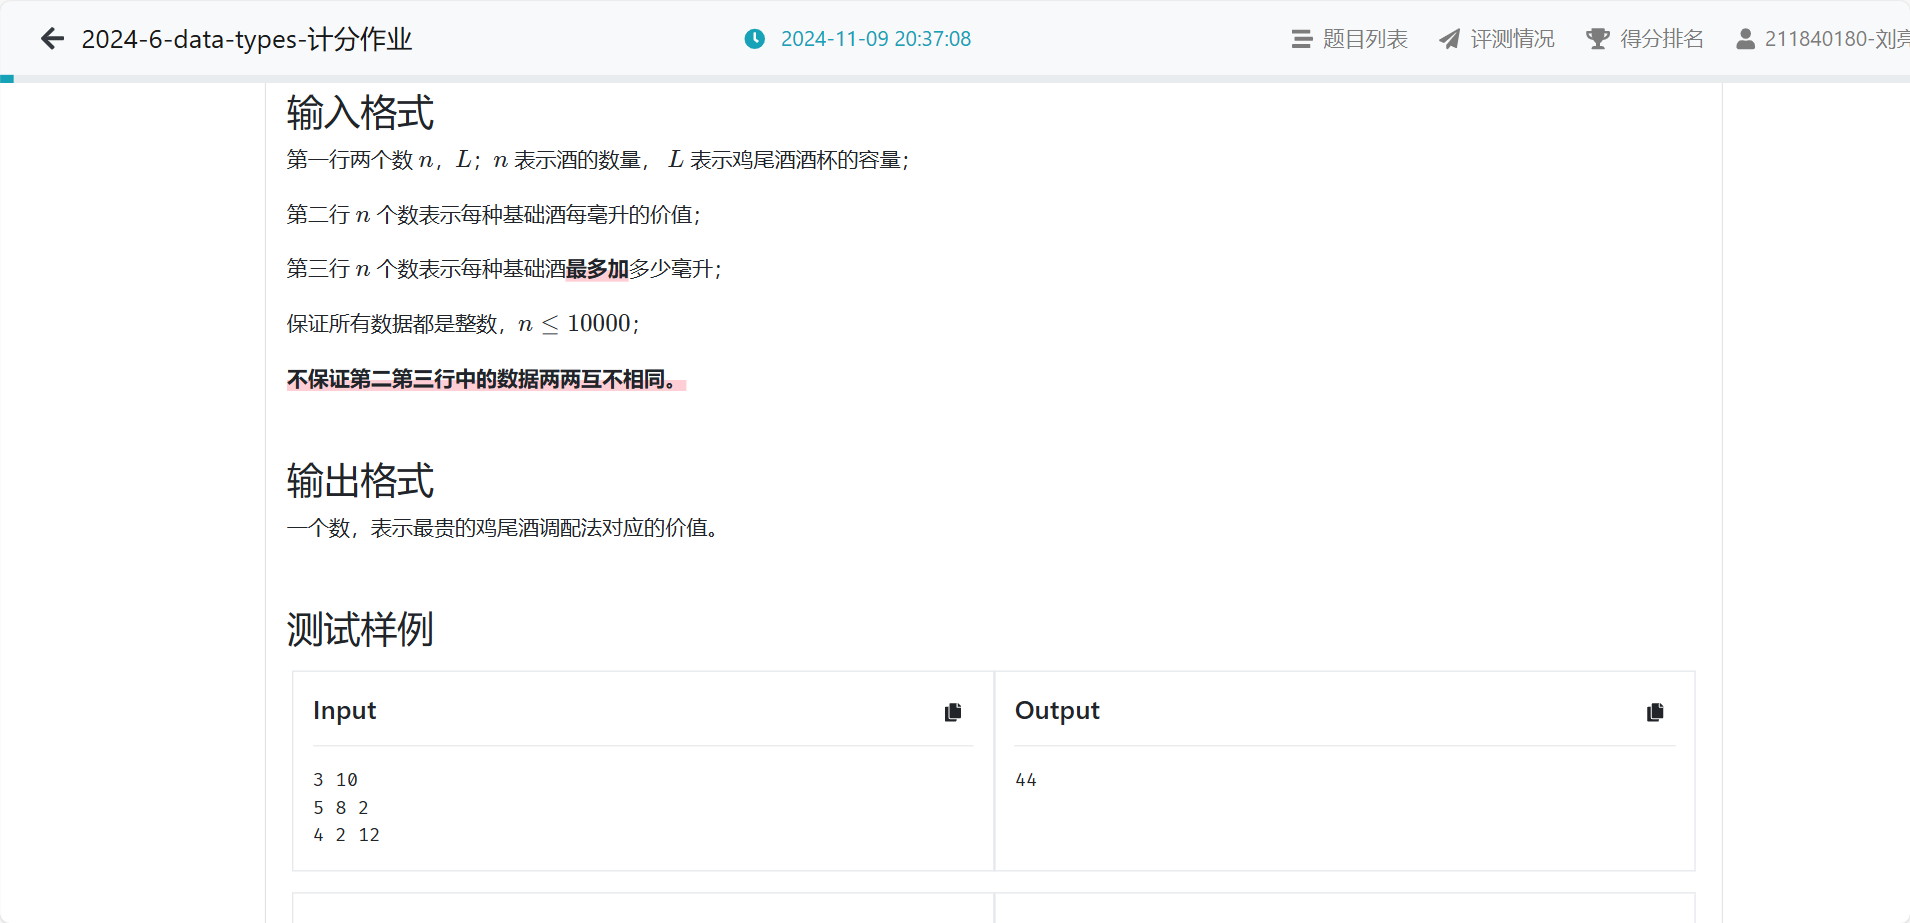 2024-6-data-types-计分作业
2024-11-09 20:37:08
题目列表
评测情况
得分排名
211840180-刘亮
输入格式
第一行两个数 n，L；n 表示酒的数量， L 表示鸡尾酒酒杯的容量；
第二行 n 个数表示每种基础酒每毫升的价值；
第三行 n 个数表示每种基础酒最多加多少毫升；
保证所有数据都是整数，n ≤ 10000；
不保证第二第三行中的数据两两互不相同。
输出格式
一个数，表示最贵的鸡尾酒调配法对应的价值。
测试样例
Input
3 10
5 8 2
4 2 12
Output
44